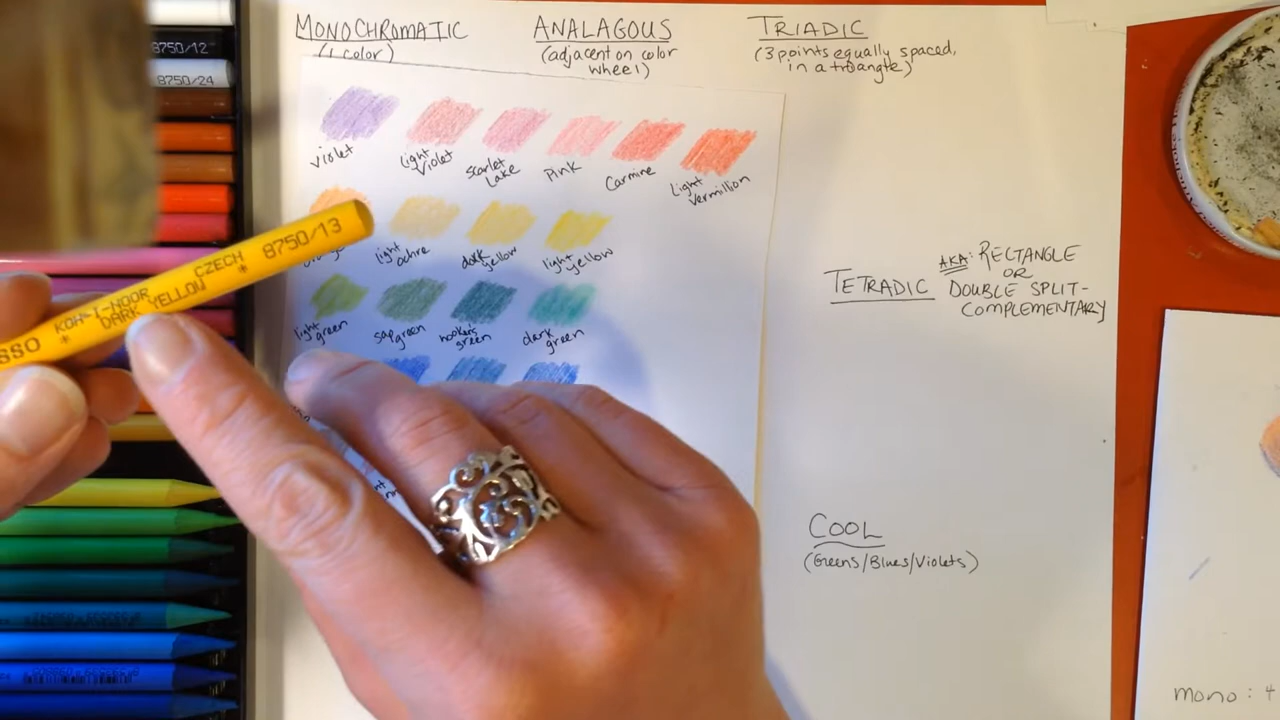 MONOCHROMATIC
(1 color)
ANALAGOUS
(adjacent on color
wheel)
TRIADIC
(3 points equally spaced,
in a triangle)
8750/12
8750/24
violet
light
violet
Scarlet
Lake
Pink
Carmine
Light
Vermillion
light
ochre
dark
yellow
light
yellow
light
green
sap green
hooker's
green
dark
green
SSO * KOH-I-NOOR CZECH * 8750/13
DARK YELLOW
TETRADIC
AKA: RECTANGLE
OR
DOUBLE SPLIT-
COMPLEMENTARY
COOL
(Greens/Blues/Violets)
mono: 4